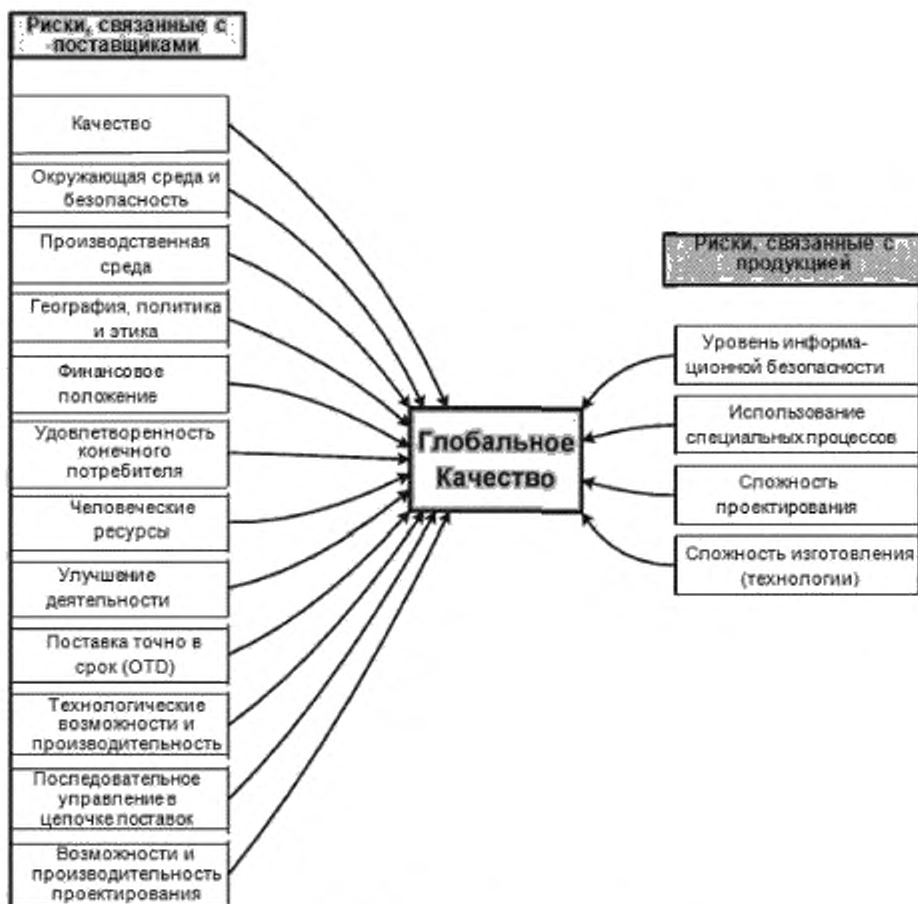 Риски, связанные с
поставщиками
Качество
Окружающая среда и
безопасность
Производственная
среда
География, политика
и этика
Финансовое
положение
Удовлетворенность
конечного
потребителя
Человеческие
ресурсы
Улучшение
деятельности
Поставка точно в
срок (OTD)
Технологические
возможности и
производительность
Последовательное
управление в
цепочке поставок
Возможности и
производительность
проектирования
Глобальное
Качество
Риски, связанные с
продукцией
Уровень информа-
ционной безопасности
Использование
специальных процессов
Сложность
проектирования
Сложность изготовления
(технологии)